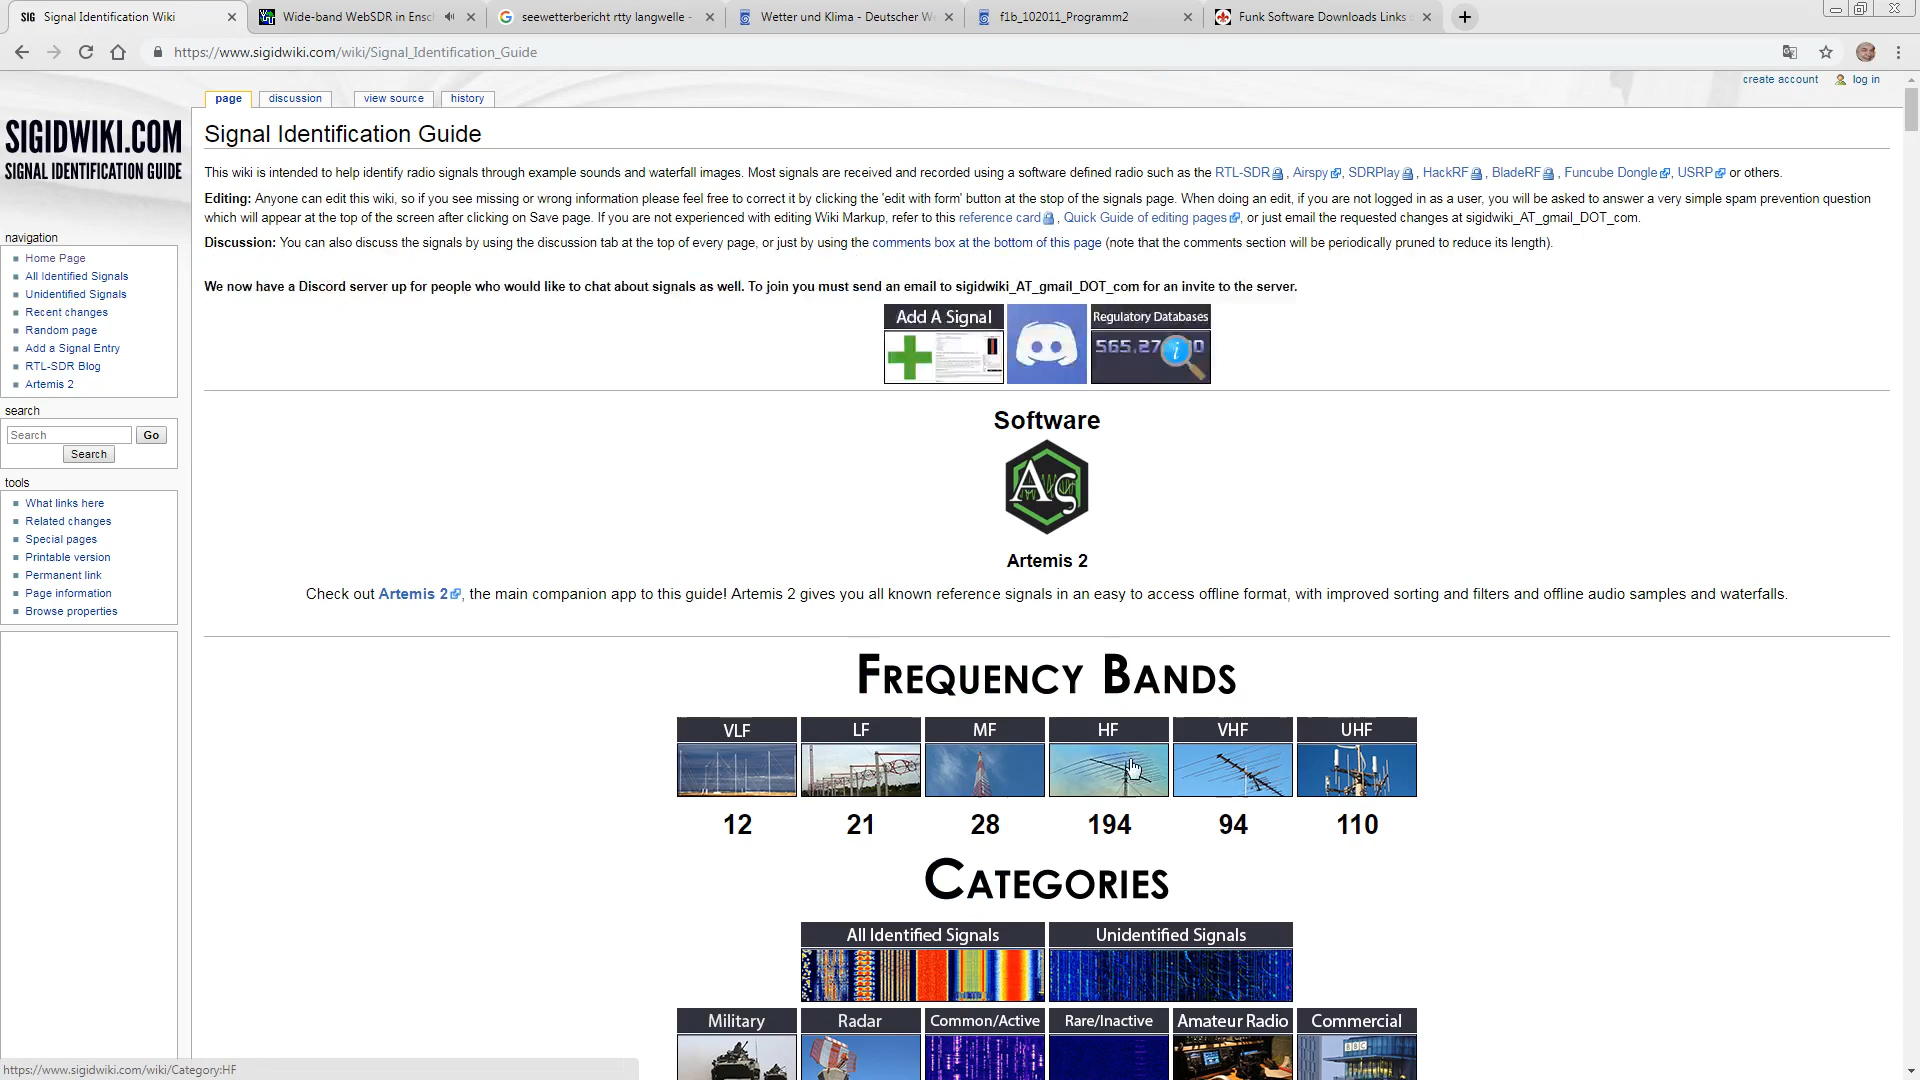 SIG Signal Identification Wiki
Wide-band WebSDR in Ensc
seewetterbericht rtty langwelle -
Wetter und Klima - Deutscher We
f1b_102011_Programm2
Funk Software Downloads Links
https://www.sigidwiki.com/wiki/Signal_Identification_Guide
create account log in
page discussion view source history
SIGIDWIKI.COM
SIGNAL IDENTIFICATION GUIDE
Signal Identification Guide
This wiki is intended to help identify radio signals through example sounds and waterfall images. Most signals are received and recorded using a software defined radio such as the RTL-SDR, Airspy, SDRPlay, HackRF, BladeRF, Funcube Dongle, USRP or others.
Editing: Anyone can edit this wiki, so if you see missing or wrong information please feel free to correct it by clicking the 'edit with form' button at the stop of the signals page. When doing an edit, if you are not logged in as a user, you will be asked to answer a very simple spam prevention question
which will appear at the top of the screen after clicking on Save page. If you are not experienced with editing Wiki Markup, refer to this reference card, Quick Guide of editing pages, or just email the requested changes at sigidwiki_AT_gmail_DOT_com.
Discussion: You can also discuss the signals by using the discussion tab at the top of every page, or just by using the comments box at the bottom of this page (note that the comments section will be periodically pruned to reduce its length).
We now have a Discord server up for people who would like to chat about signals as well. To join you must send an email to sigidwiki_AT_gmail_DOT_com for an invite to the server.
navigation
Home Page
All Identified Signals
Unidentified Signals
Recent changes
Random page
Add a Signal Entry
RTL-SDR Blog
Artemis 2
search
Search Go
Search
tools
What links here
Related changes
Special pages
Printable version
Permanent link
Page information
Browse properties
Add A Signal
Regulatory Databases
Software
As
Artemis 2
Check out Artemis 2, the main companion app to this guide! Artemis 2 gives you all known reference signals in an easy to access offline format, with improved sorting and filters and offline audio samples and waterfalls.
Frequency Bands
VLF LF MF HF VHF UHF
12 21 28 194 94 110
Categories
All Identified Signals Unidentified Signals
Military Radar Common/Active Rare/Inactive Amateur Radio Commercial
BBC
https://www.sigidwiki.com/wiki/Category:HF